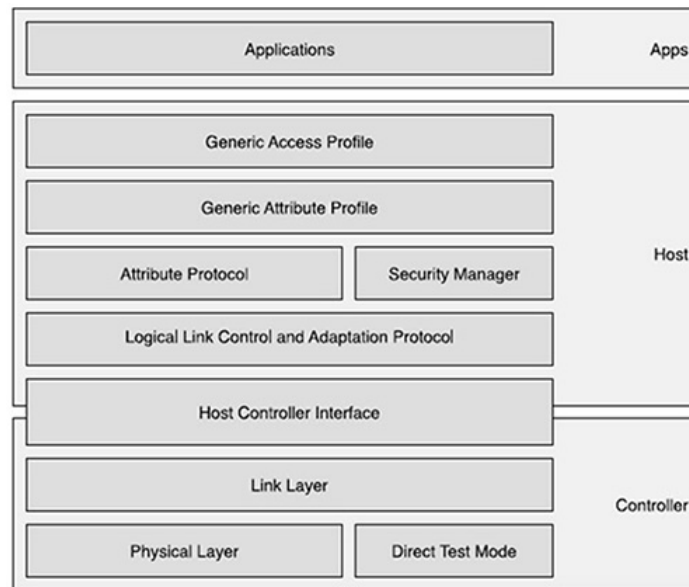 Applications
Apps
Generic Access Profile
Generic Attribute Profile
Host
Attribute Protocol
Security Manager
Logical Link Control and Adaptation Protocol
Host Controller Interface
Link Layer
Controller
Physical Layer
Direct Test Mode